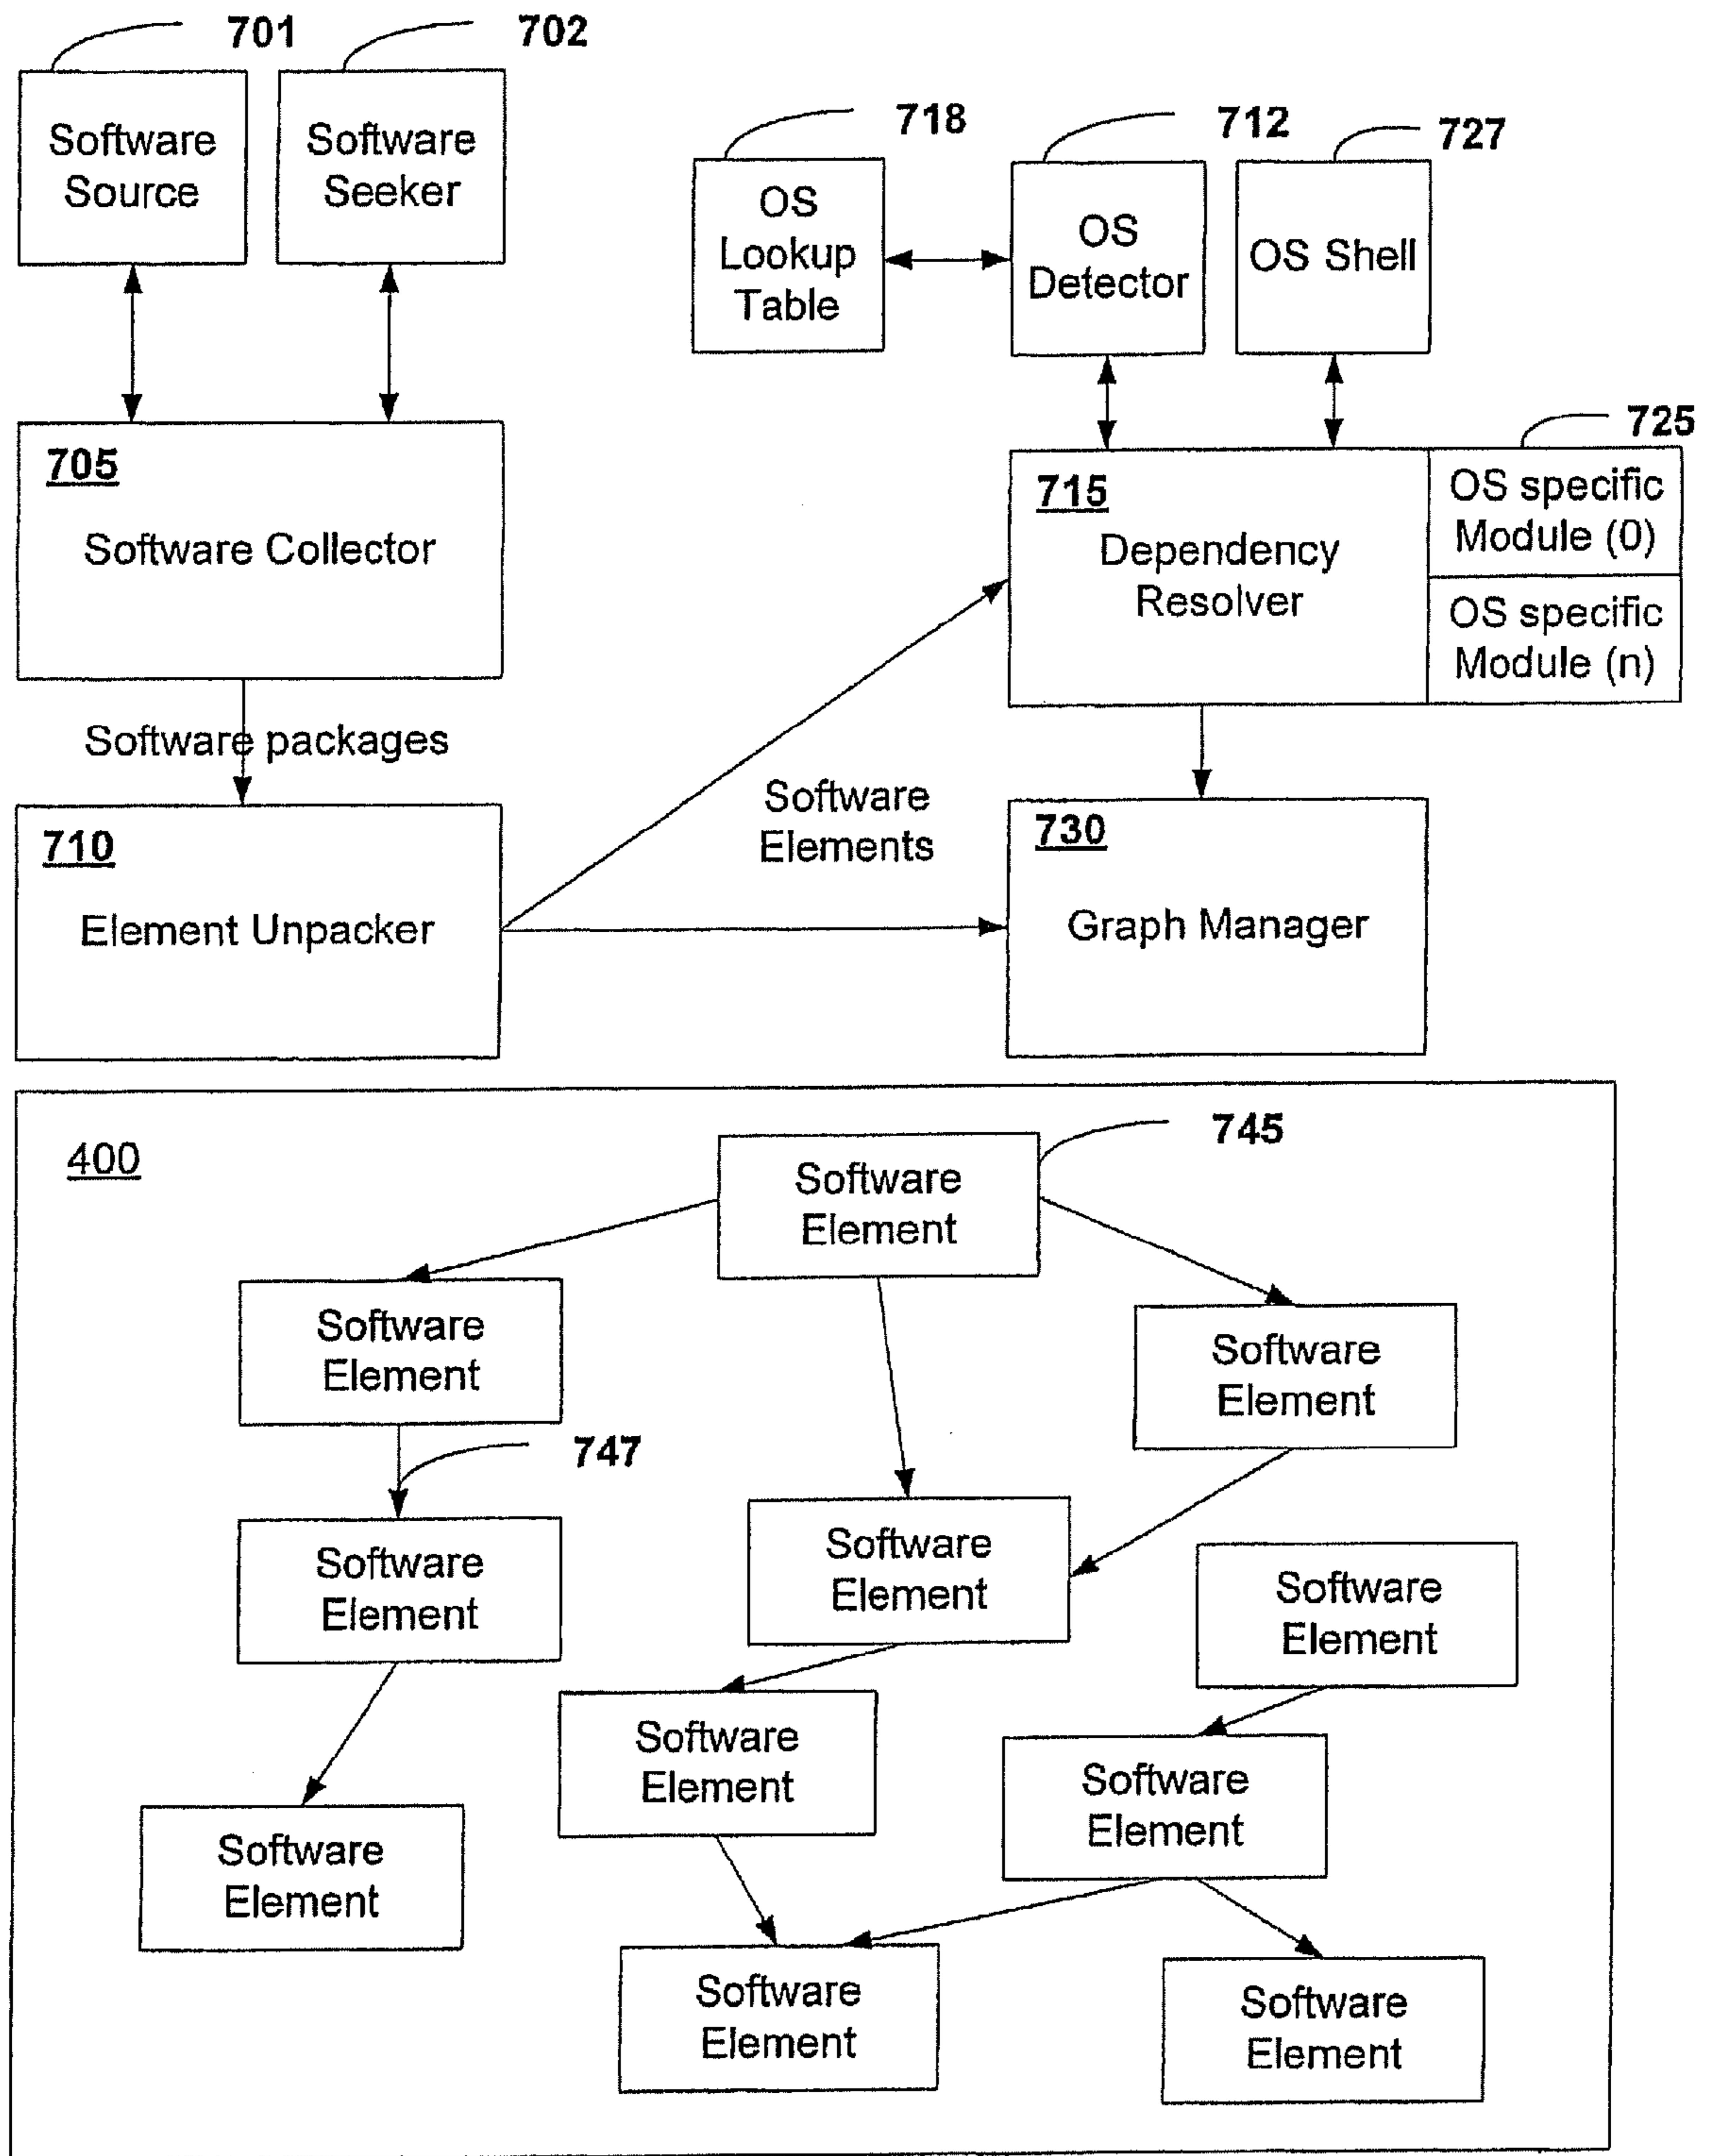 701
702
Software
Source
Software
Seeker
718
712
727
OS
Lookup
Table
OS
Detector
OS Shell
705
Software Collector
715
Dependency
Resolver
725
OS specific
Module (0)
OS specific
Module (n)
Software packages
710
Element Unpacker
Software
Elements
730
Graph Manager
400
745
Software
Element
Software
Element
Software
Element
747
Software
Element
Software
Element
Software
Element
Software
Element
Software
Element
Software
Element
Software
Element
Software
Element